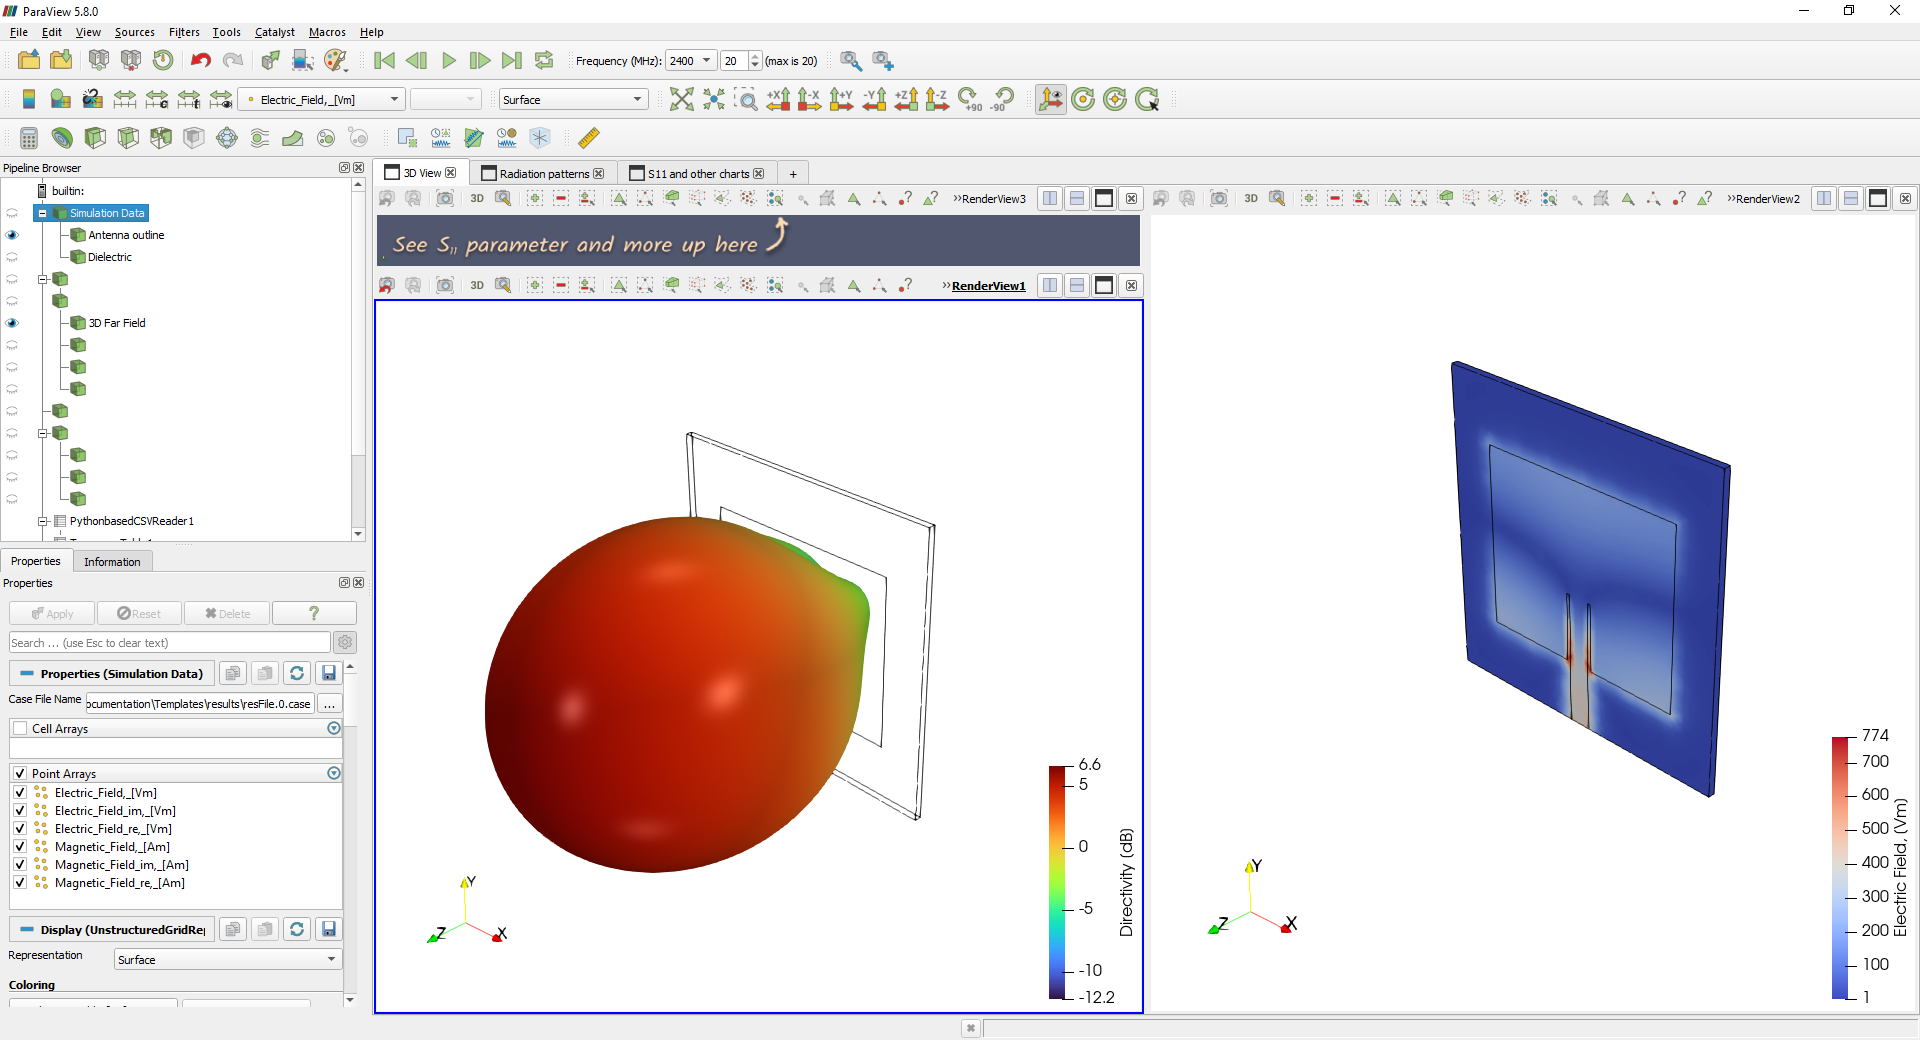 ParaView 5.8.0
File Edit View Sources Filters Tools Catalyst Macros Help
Frequency (MHz): 2400 20 (max is 20)
Electric_Field,_[Vm] Surface +X -X +Y -Y +Z -Z +90 -90
Pipeline Browser
builtin:
Simulation Data
Antenna outline
Dielectric
3D Far Field
PythonbasedCSVReader1
Properties Information
Properties
Apply Reset Delete ?
Search ... (use Esc to clear text)
Properties (Simulation Data)
Case File Name ocumentation\Templates\results\resFile.0.case ...
Cell Arrays
Point Arrays
Electric_Field,_[Vm]
Electric_Field_im,_[Vm]
Electric_Field_re,_[Vm]
Magnetic_Field,_[Am]
Magnetic_Field_im,_[Am]
Magnetic_Field_re,_[Am]
Display (UnstructuredGridRe
Representation Surface
Coloring
3D View Radiation patterns S11 and other charts +
3D >>RenderView3
See S11 parameter and more up here
3D >>RenderView1
6.6
5
0
-5
-10
-12.2
Directivity (dB)
Y
Z X
3D >>RenderView2
774
700
600
500
400
300
200
100
1
Electric Field, (Vm)
Y
Z X